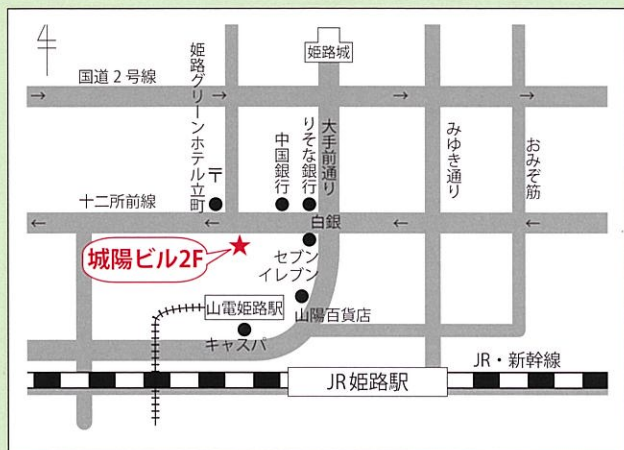 姫路城
国道2号線
姫路グリーンホテル立町
→
→
→
→
大手前通り
りそな銀行
中国銀行
みゆき通り
おみぞ筋
〒
十二所前線
白銀
←
←
←
←
城陽ビル2F
セブン
イレブン
山電姫路駅
山陽百貨店
キャスパ
JR・新幹線
JR姫路駅